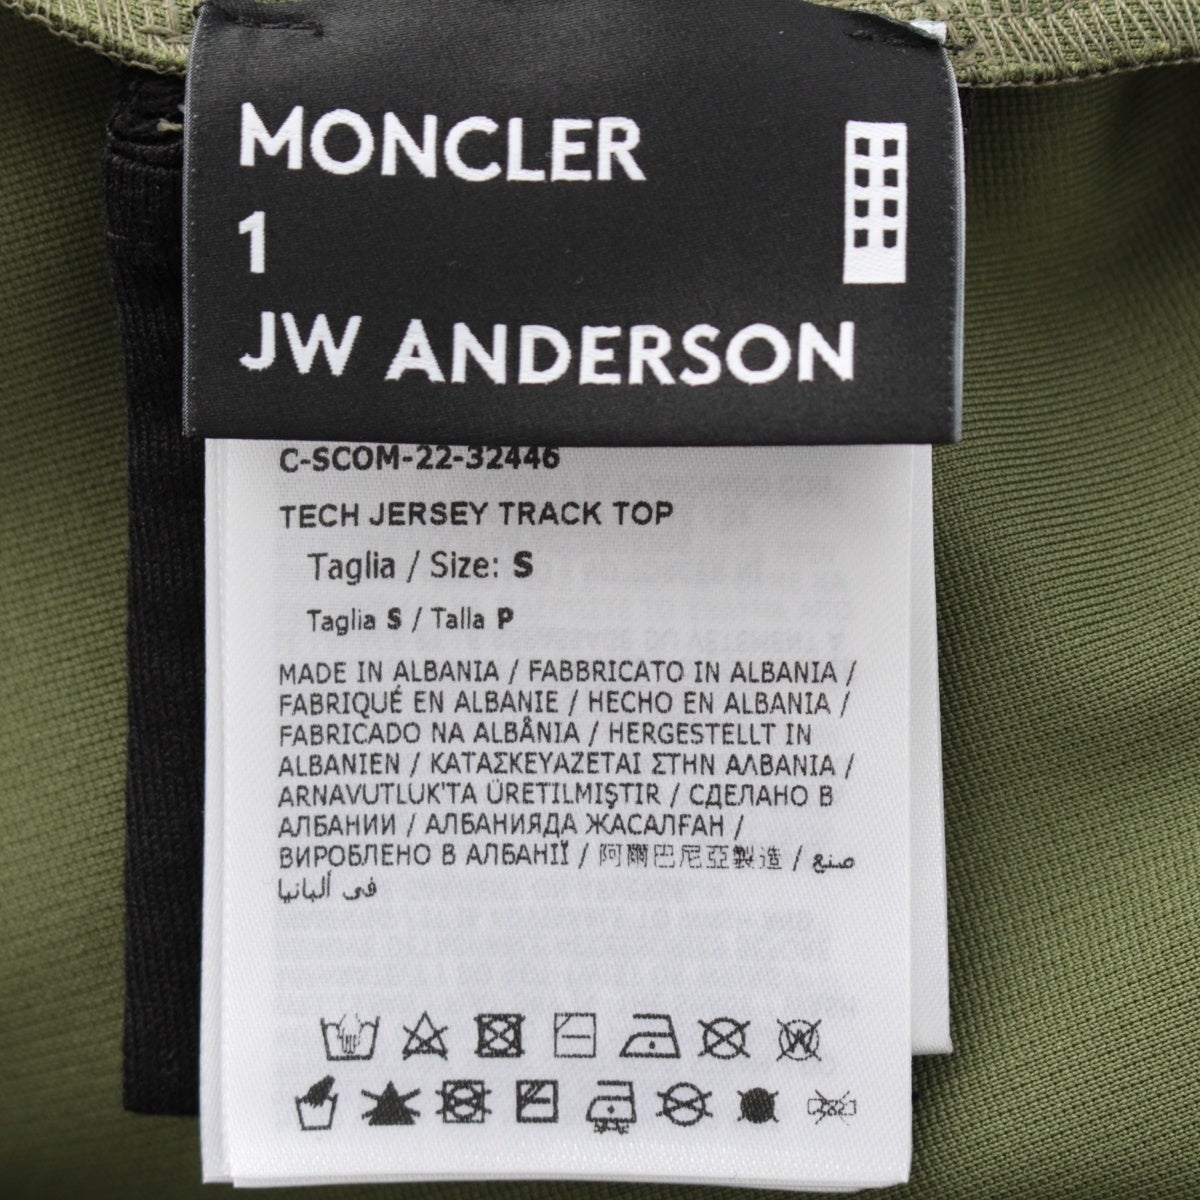 MONCLER
1
JW ANDERSON
C-SCOM-22-32446
TECH JERSEY TRACK TOP
Taglia / Size: S
Taglia S / Talla P
MADE IN ALBANIA / FABBRICATO IN ALBANIA /
FABRIQUÉ EN ALBANIE / HECHO EN ALBANIA /
FABRICADO NA ALBÂNIA / HERGESTELLT IN
ALBANIEN / ΚΑΤΑΣΚΕΥΑΖΕΤΑΙ ΣΤΗΝ ΑΛΒΑΝΙΑ /
ARNAVUTLUK'TA ÜRETILMIŞTIR / СДЕЛАНО В
АЛБАНИИ / АЛБАНИЯДА ЖАСАЛҒАН /
ВИРОБЛЕНО В АЛБАНІЇ / 阿爾巴尼亞製造 / صنع
في ألبانيا